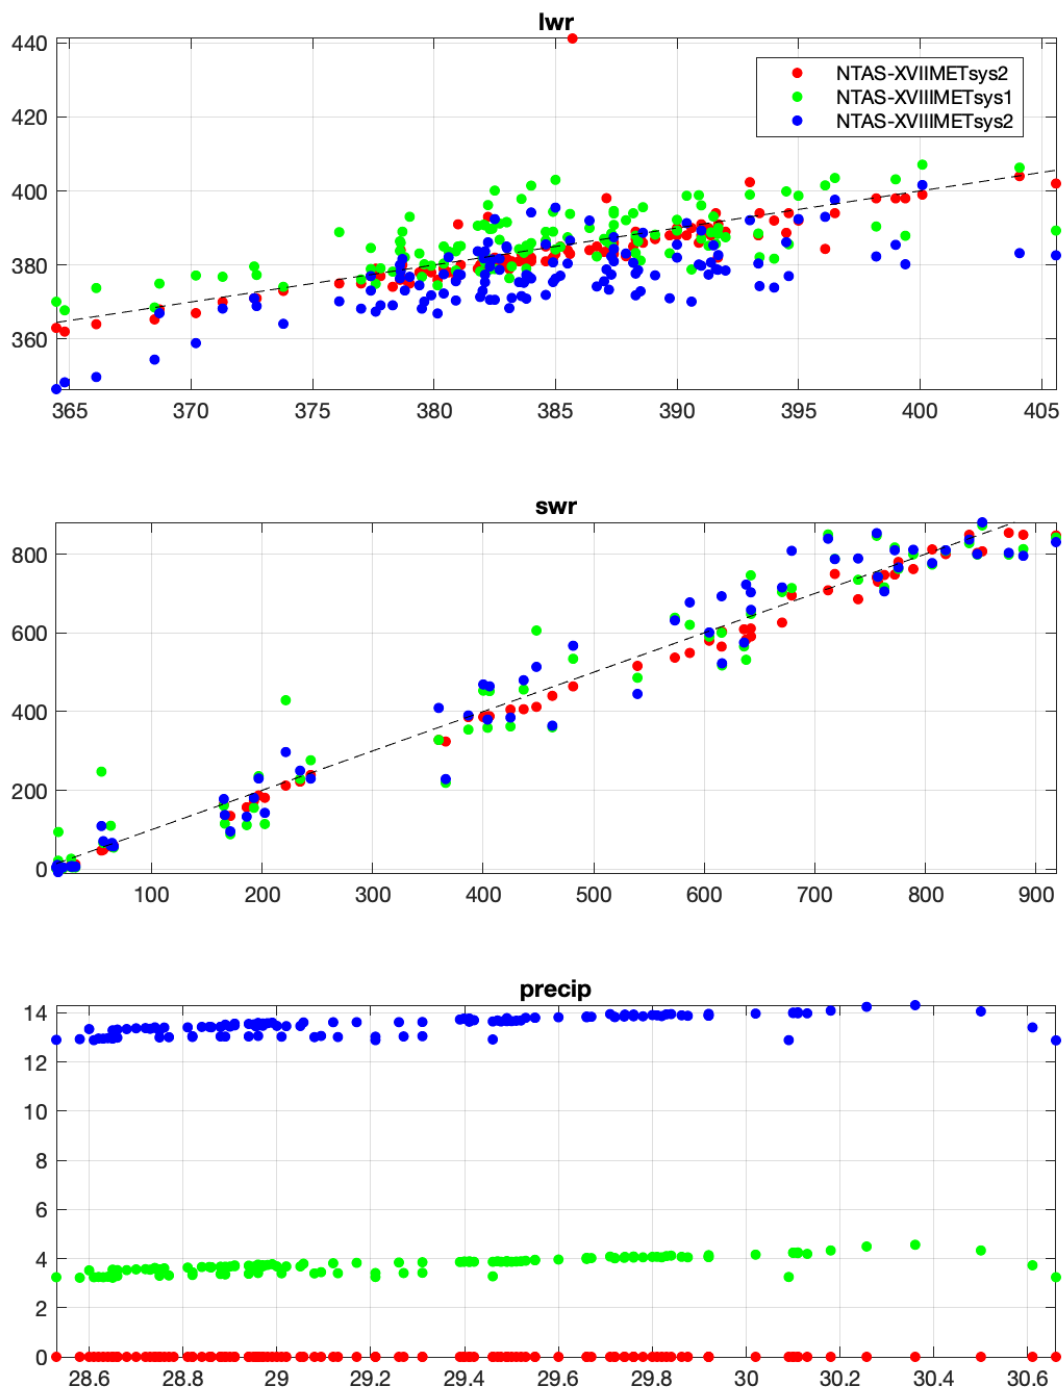 lwr
440
420
400
380
360
NTAS-XVIIMETsys2
NTAS-XVIIIMETsys1
NTAS-XVIIIMETsys2
365 370 375 380 385 390 395 400 405
swr
800
600
400
200
0
100 200 300 400 500 600 700 800 900
precip
14
12
10
8
6
4
2
0
28.6 28.8 29 29.2 29.4 29.6 29.8 30 30.2 30.4 30.6